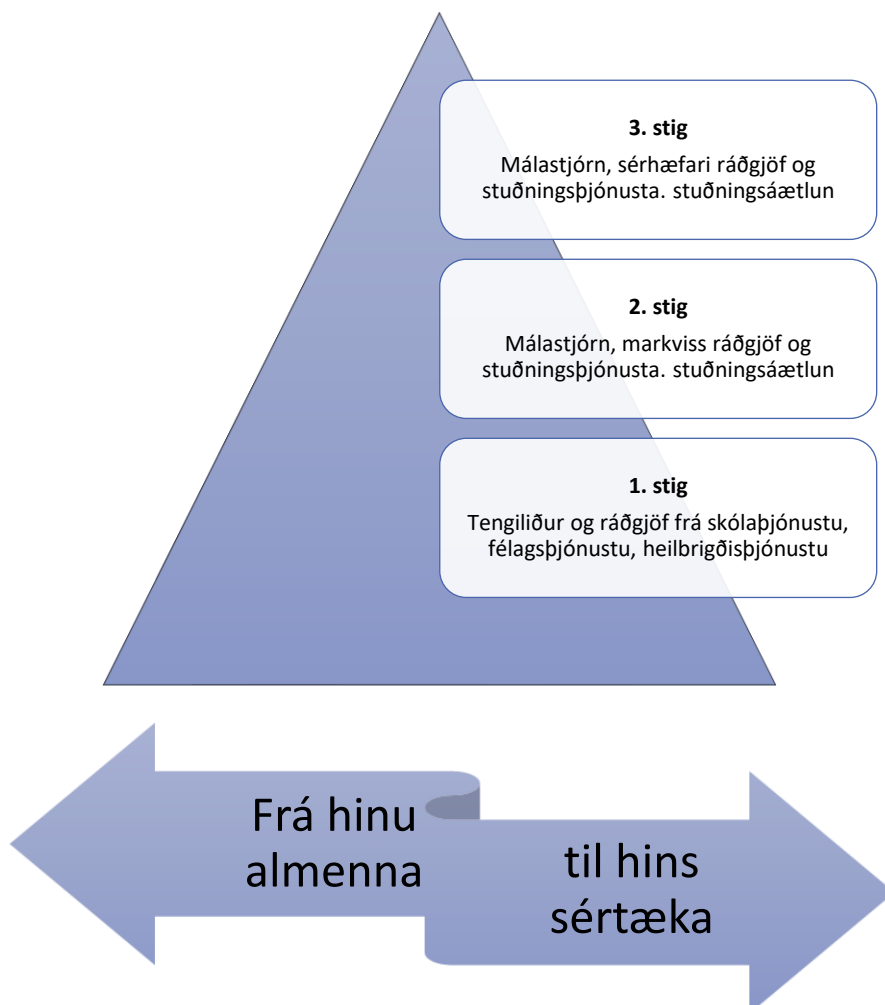 3. stig
Málastjórn, sérhæfari ráðgjöf og
stuðningsþjónusta. stuðningsáætlun
2. stig
Málastjórn, markviss ráðgjöf og
stuðningsþjónusta. stuðningsáætlun
1. stig
Tengiliður og ráðgjöf frá skólaþjónustu,
félagsþjónustu, heilbrigðisþjónustu
Frá hinu
almenna
til hins
sértæka